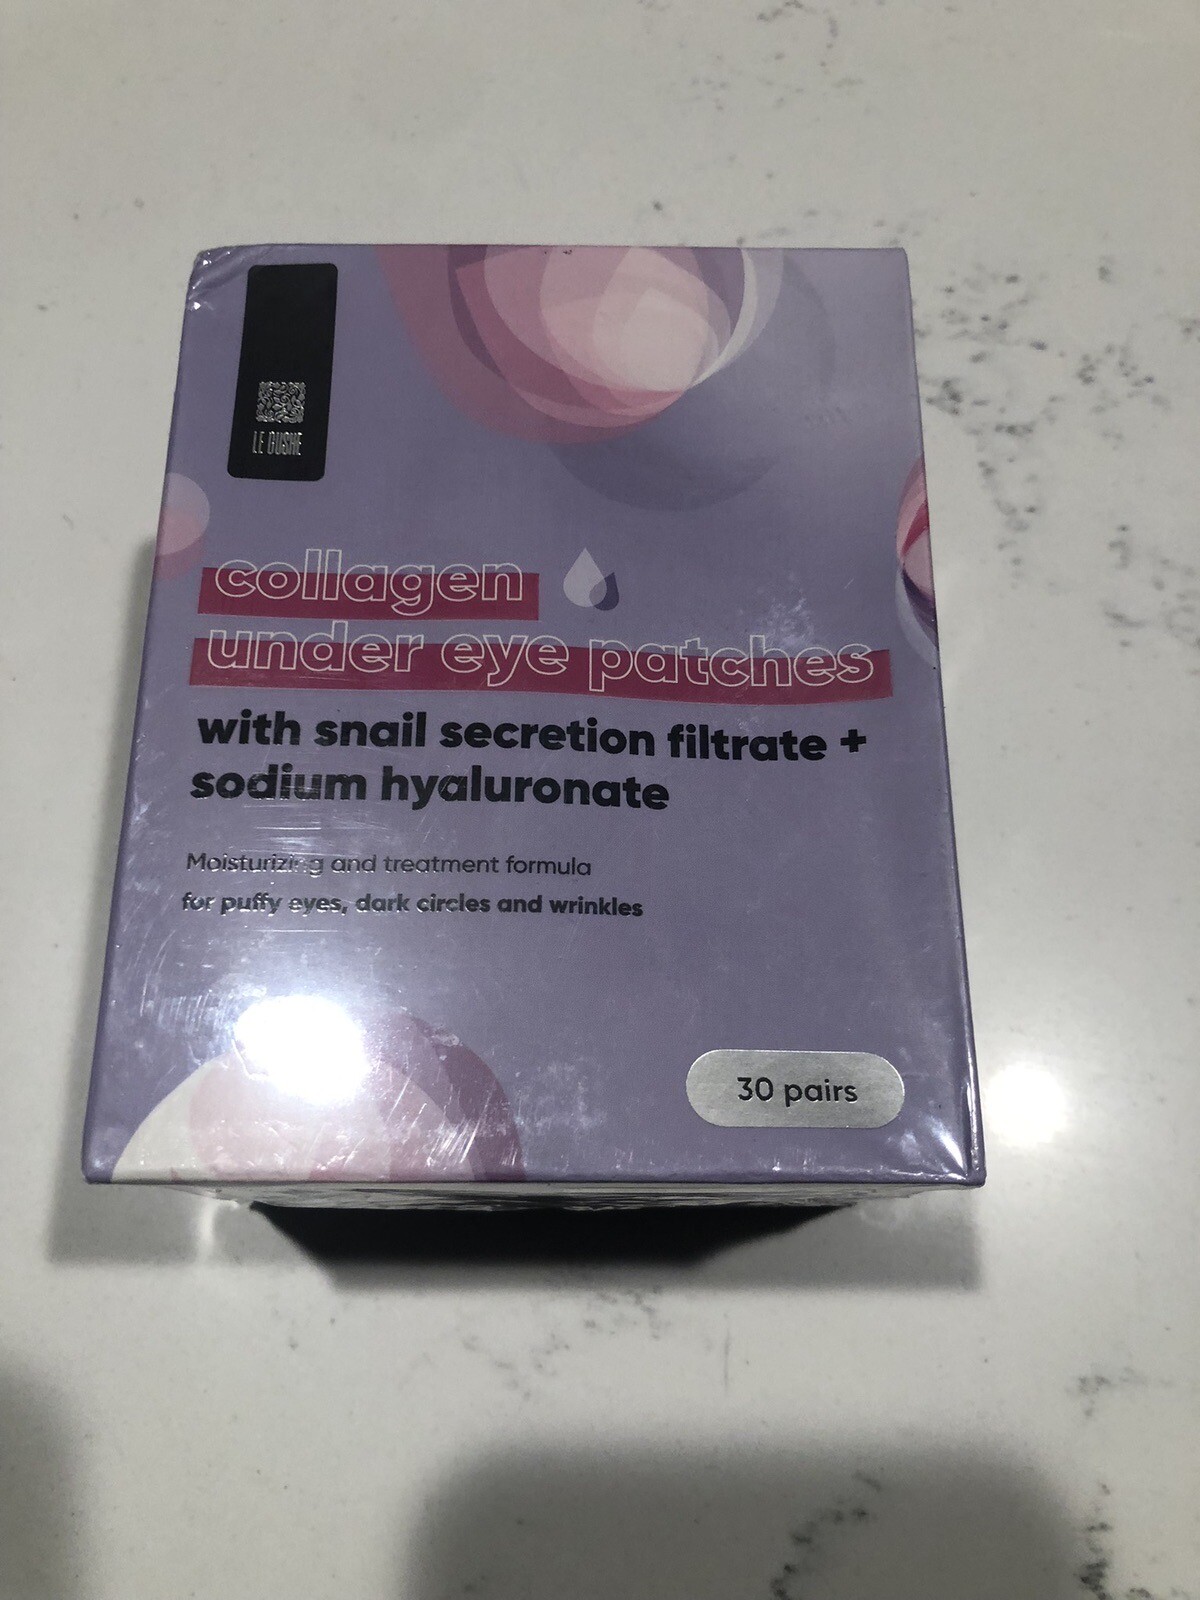 LE GUSHE
collagen
under eye patches
with snail secretion filtrate +
sodium hyaluronate
Moisturizing and treatment formula
for puffy eyes, dark circles and wrinkles
30 pairs